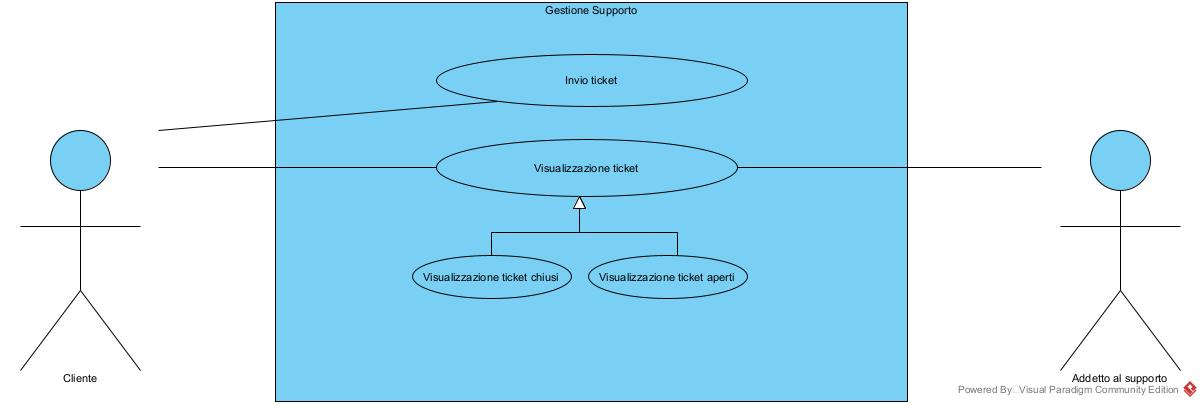 Gestione Supporto
Invio ticket
Visualizzazione ticket
Visualizzazione ticket chiusi
Visualizzazione ticket aperti
Cliente
Addetto al supporto
Powered By Visual Paradigm Community Edition